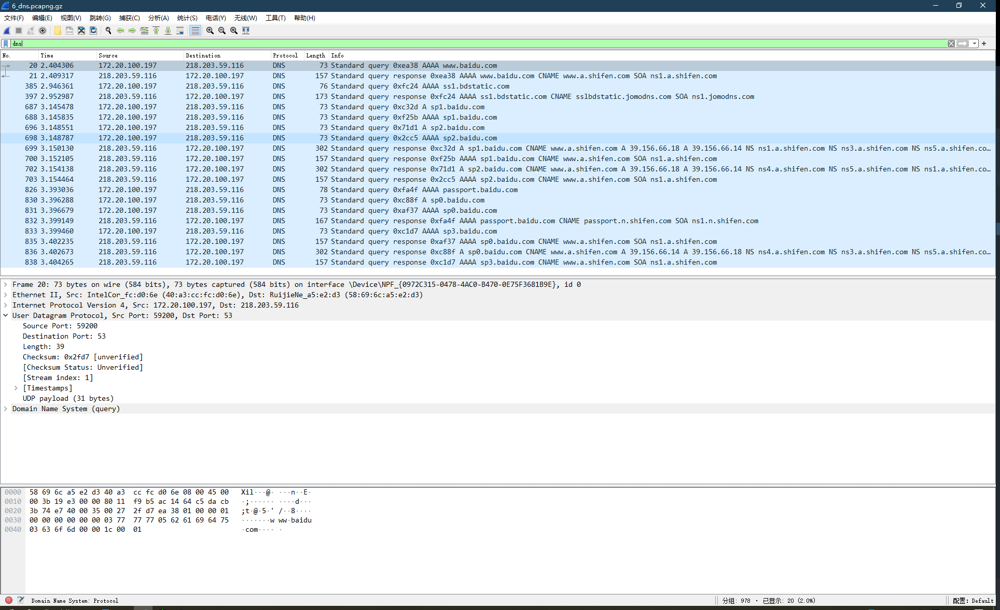 6_dns.pcapng.gz
文件(F) 编辑(E) 视图(V) 跳转(G) 捕获(C) 分析(A) 统计(S) 电话(Y) 无线(W) 工具(T) 帮助(H)
dns
No. Time Source Destination Protocol Length Info
20 2.404306 172.20.100.197 218.203.59.116 DNS 73 Standard query 0xea38 AAAA www.baidu.com
21 2.409317 218.203.59.116 172.20.100.197 DNS 157 Standard query response 0xea38 AAAA www.baidu.com CNAME www.a.shifen.com SOA ns1.a.shifen.com
385 2.946361 172.20.100.197 218.203.59.116 DNS 76 Standard query 0xfc24 AAAA ss1.bdstatic.com
397 2.952987 218.203.59.116 172.20.100.197 DNS 173 Standard query response 0xfc24 AAAA ss1.bdstatic.com CNAME sslbdstatic.jomodns.com SOA ns1.jomodns.com
687 3.145478 172.20.100.197 218.203.59.116 DNS 73 Standard query 0xc32d A sp1.baidu.com
688 3.145835 172.20.100.197 218.203.59.116 DNS 73 Standard query 0xf25b AAAA sp1.baidu.com
696 3.148551 172.20.100.197 218.203.59.116 DNS 73 Standard query 0x71d1 A sp2.baidu.com
698 3.148787 172.20.100.197 218.203.59.116 DNS 73 Standard query 0x2cc5 AAAA sp2.baidu.com
699 3.150130 218.203.59.116 172.20.100.197 DNS 302 Standard query response 0xc32d A sp1.baidu.com CNAME www.a.shifen.com A 39.156.66.18 A 39.156.66.14 NS ns1.a.shifen.com NS ns3.a.shifen.com NS ns5.a.shifen.co…
700 3.152105 218.203.59.116 172.20.100.197 DNS 157 Standard query response 0xf25b AAAA sp1.baidu.com CNAME www.a.shifen.com SOA ns1.a.shifen.com
702 3.154138 218.203.59.116 172.20.100.197 DNS 302 Standard query response 0x71d1 A sp2.baidu.com CNAME www.a.shifen.com A 39.156.66.18 A 39.156.66.14 NS ns4.a.shifen.com NS ns5.a.shifen.com NS ns1.a.shifen.co…
703 3.154464 218.203.59.116 172.20.100.197 DNS 157 Standard query response 0x2cc5 AAAA sp2.baidu.com CNAME www.a.shifen.com SOA ns1.a.shifen.com
826 3.393036 172.20.100.197 218.203.59.116 DNS 78 Standard query 0xfa4f AAAA passport.baidu.com
830 3.396288 172.20.100.197 218.203.59.116 DNS 73 Standard query 0xc88f A sp0.baidu.com
831 3.396679 172.20.100.197 218.203.59.116 DNS 73 Standard query 0xaf37 AAAA sp0.baidu.com
832 3.399149 218.203.59.116 172.20.100.197 DNS 167 Standard query response 0xfa4f AAAA passport.baidu.com CNAME passport.n.shifen.com SOA ns1.n.shifen.com
833 3.399460 172.20.100.197 218.203.59.116 DNS 73 Standard query 0xc1d7 AAAA sp3.baidu.com
835 3.402235 218.203.59.116 172.20.100.197 DNS 157 Standard query response 0xaf37 AAAA sp0.baidu.com CNAME www.a.shifen.com SOA ns1.a.shifen.com
836 3.402673 218.203.59.116 172.20.100.197 DNS 302 Standard query response 0xc88f A sp0.baidu.com CNAME www.a.shifen.com A 39.156.66.14 A 39.156.66.18 NS ns4.a.shifen.com NS ns3.a.shifen.com NS ns5.a.shifen.co…
838 3.404265 218.203.59.116 172.20.100.197 DNS 157 Standard query response 0xc1d7 AAAA sp3.baidu.com CNAME www.a.shifen.com SOA ns1.a.shifen.com
Frame 20: 73 bytes on wire (584 bits), 73 bytes captured (584 bits) on interface \Device\NPF_{0972C315-0478-4AC0-B470-0E75F3681B9E}, id 0
Ethernet II, Src: IntelCor_fc:d0:6e (40:a3:cc:fc:d0:6e), Dst: RuijieNe_a5:e2:d3 (58:69:6c:a5:e2:d3)
Internet Protocol Version 4, Src: 172.20.100.197, Dst: 218.203.59.116
User Datagram Protocol, Src Port: 59200, Dst Port: 53
Source Port: 59200
Destination Port: 53
Length: 39
Checksum: 0x2fd7 [unverified]
[Checksum Status: Unverified]
[Stream index: 1]
[Timestamps]
UDP payload (31 bytes)
Domain Name System (query)
0000 58 69 6c a5 e2 d3 40 a3 cc fc d0 6e 08 00 45 00 Xil···@· ···n··E·
0010 00 3b 19 e3 00 00 80 11 f9 b5 ac 14 64 c5 da cb ·;······ ····d···
0020 3b 74 e7 40 00 35 00 27 2f d7 ea 38 01 00 00 01 ;t·@·5·' /··8····
0030 00 00 00 00 00 00 03 77 77 77 05 62 61 69 64 75 ·······w ww·baidu
0040 03 63 6f 6d 00 00 1c 00 01 ·com···· ·
Domain Name System: Protocol 分组: 978 · 已显示: 20 (2.0%) 配置: Default